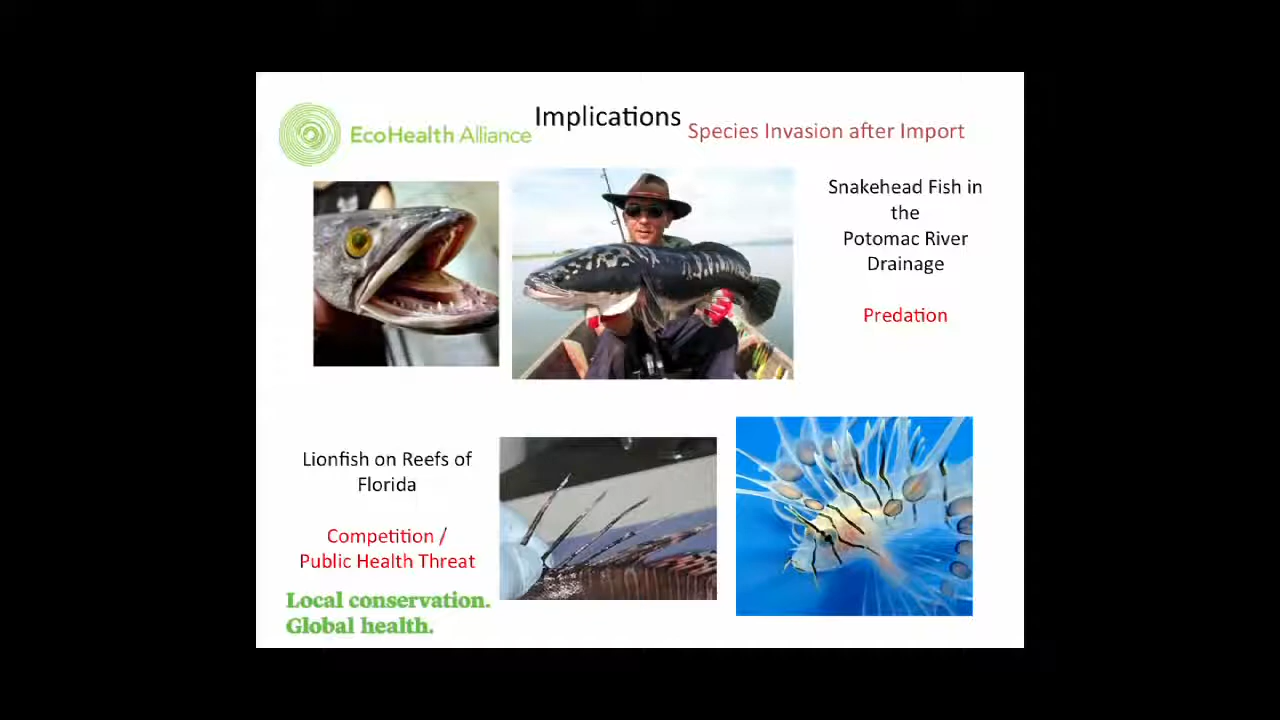 EcoHealth Alliance
Implications
Species Invasion after Import
Snakehead Fish in
the
Potomac River
Drainage
Predation
Lionfish on Reefs of
Florida
Competition /
Public Health Threat
Local conservation.
Global health.